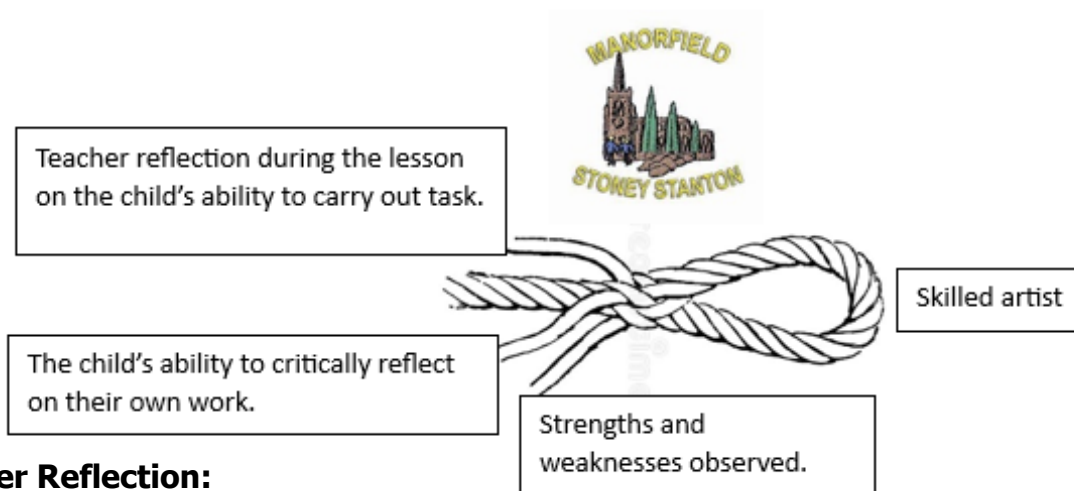 MANORFIELD
STONEY STANTON
Teacher reflection during the lesson
on the child's ability to carry out task.
Skilled artist
The child's ability to critically reflect
on their own work.
Strengths and
weaknesses observed.
er Reflection: